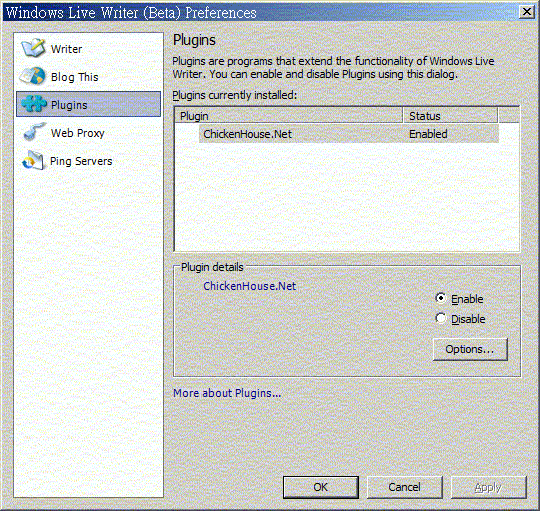 Windows Live Writer (Beta) Preferences
Writer
Blog This
Plugins
Web Proxy
Ping Servers
Plugins
Plugins are programs that extend the functionality of Windows Live
Writer. You can enable and disable Plugins using this dialog.
Plugins currently installed:
Plugin Status
ChickenHouse.Net Enabled
Plugin details
ChickenHouse.Net
Enable
Disable
Options...
More about Plugins...
OK Cancel Apply